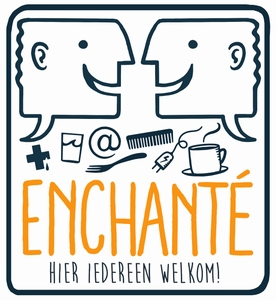 @
ENCHANTÉ
HIER IEDEREEN WELKOM!